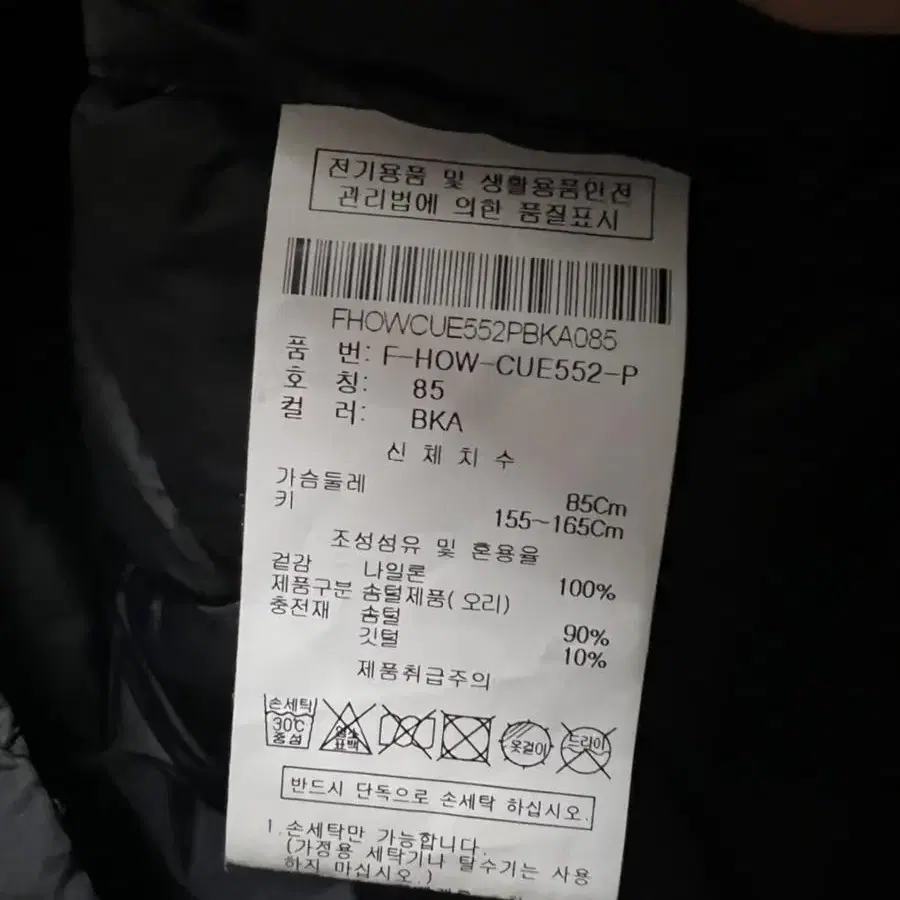 전기용품 및 생활용품안전
관리법에 의한 품질표시
FHOWCUE552PBKA085
품 번: F-HOW-CUE552-P
호 칭: 85
컬 러: BKA
신 체 치 수
가슴둘레 85Cm
키 155~165Cm
조성섬유 및 혼용율
겉감 나일론 100%
제품구분 솜털제품( 오리)
충전재 솜털 90%
깃털 10%
제품취급주의
손세탁
30℃
중성
염소
표백
옷걸이
드라이
반드시 단독으로 손세탁 하십시오.
1.손세탁만 가능합니다.
(가정용 세탁기나 탈수기는 사용
하지 마십시오.)